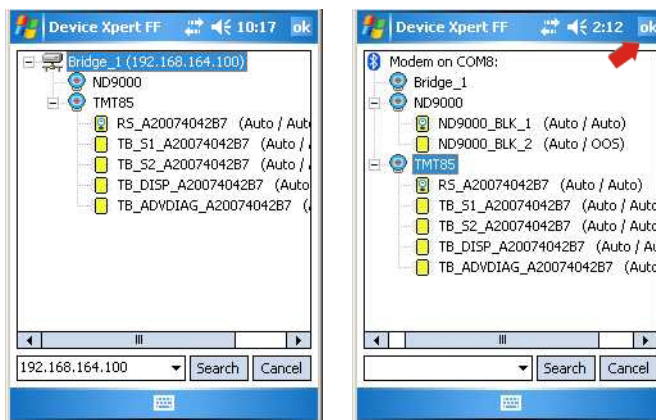 Device Xpert FF 10:17 ok
Bridge_1 (192.168.164.100)
ND9000
TMT85
RS_A20074042B7 (Auto / Aut
TB_S1_A20074042B7 (Auto /
TB_S2_A20074042B7 (Auto /
TB_DISP_A20074042B7 (Auto
TB_ADVDIAG_A20074042B7 (
192.168.164.100 Search Cancel
Device Xpert FF 2:12 ok
Modem on COM8:
Bridge_1
ND9000
ND9000_BLK_1 (Auto / Auto)
ND9000_BLK_2 (Auto / OOS)
TMT85
RS_A20074042B7 (Auto / Auto)
TB_S1_A20074042B7 (Auto / Auto
TB_S2_A20074042B7 (Auto / Auto
TB_DISP_A20074042B7 (Auto / Au
TB_ADVDIAG_A20074042B7 (Auto
Search Cancel